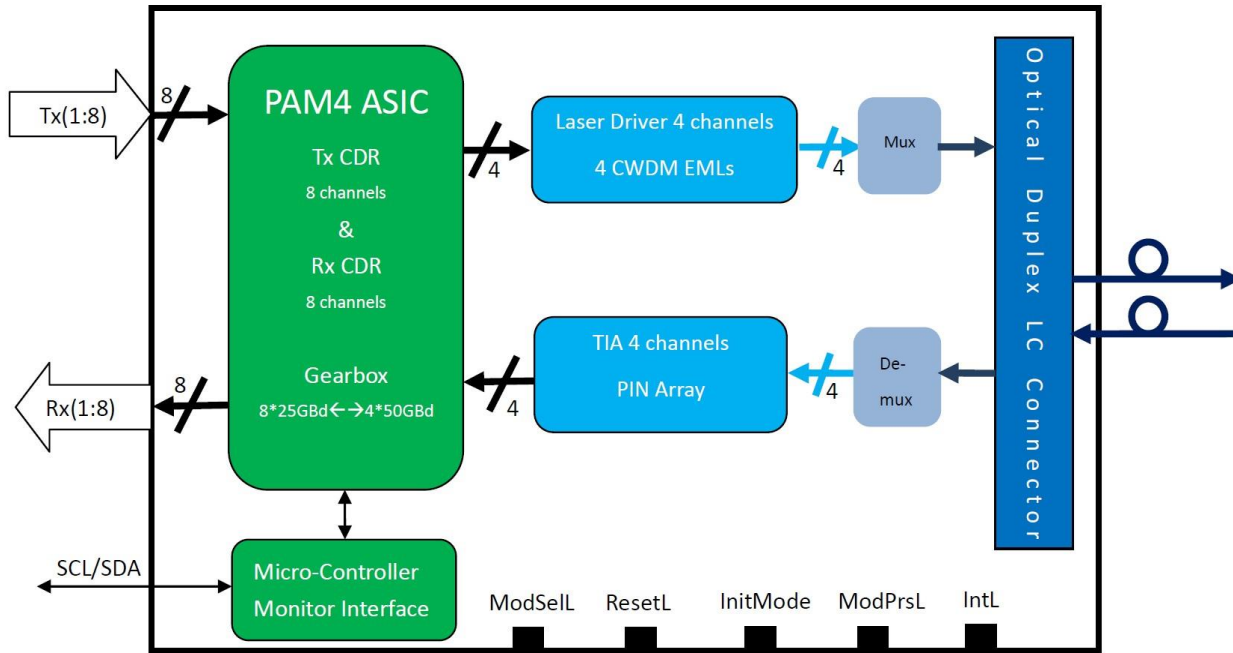 Tx(1:8)
8
PAM4 ASIC
Tx CDR
8 channels
&
Rx CDR
8 channels
Gearbox
8*25GBd←→4*50GBd
4
Laser Driver 4 channels
4 CWDM EMLs
4
Mux
Optical Duplex LC Connector
Rx(1:8)
8
4
TIA 4 channels
PIN Array
4
De-
mux
SCL/SDA
Micro-Controller
Monitor Interface
ModSelL
ResetL
InitMode
ModPrsL
IntL